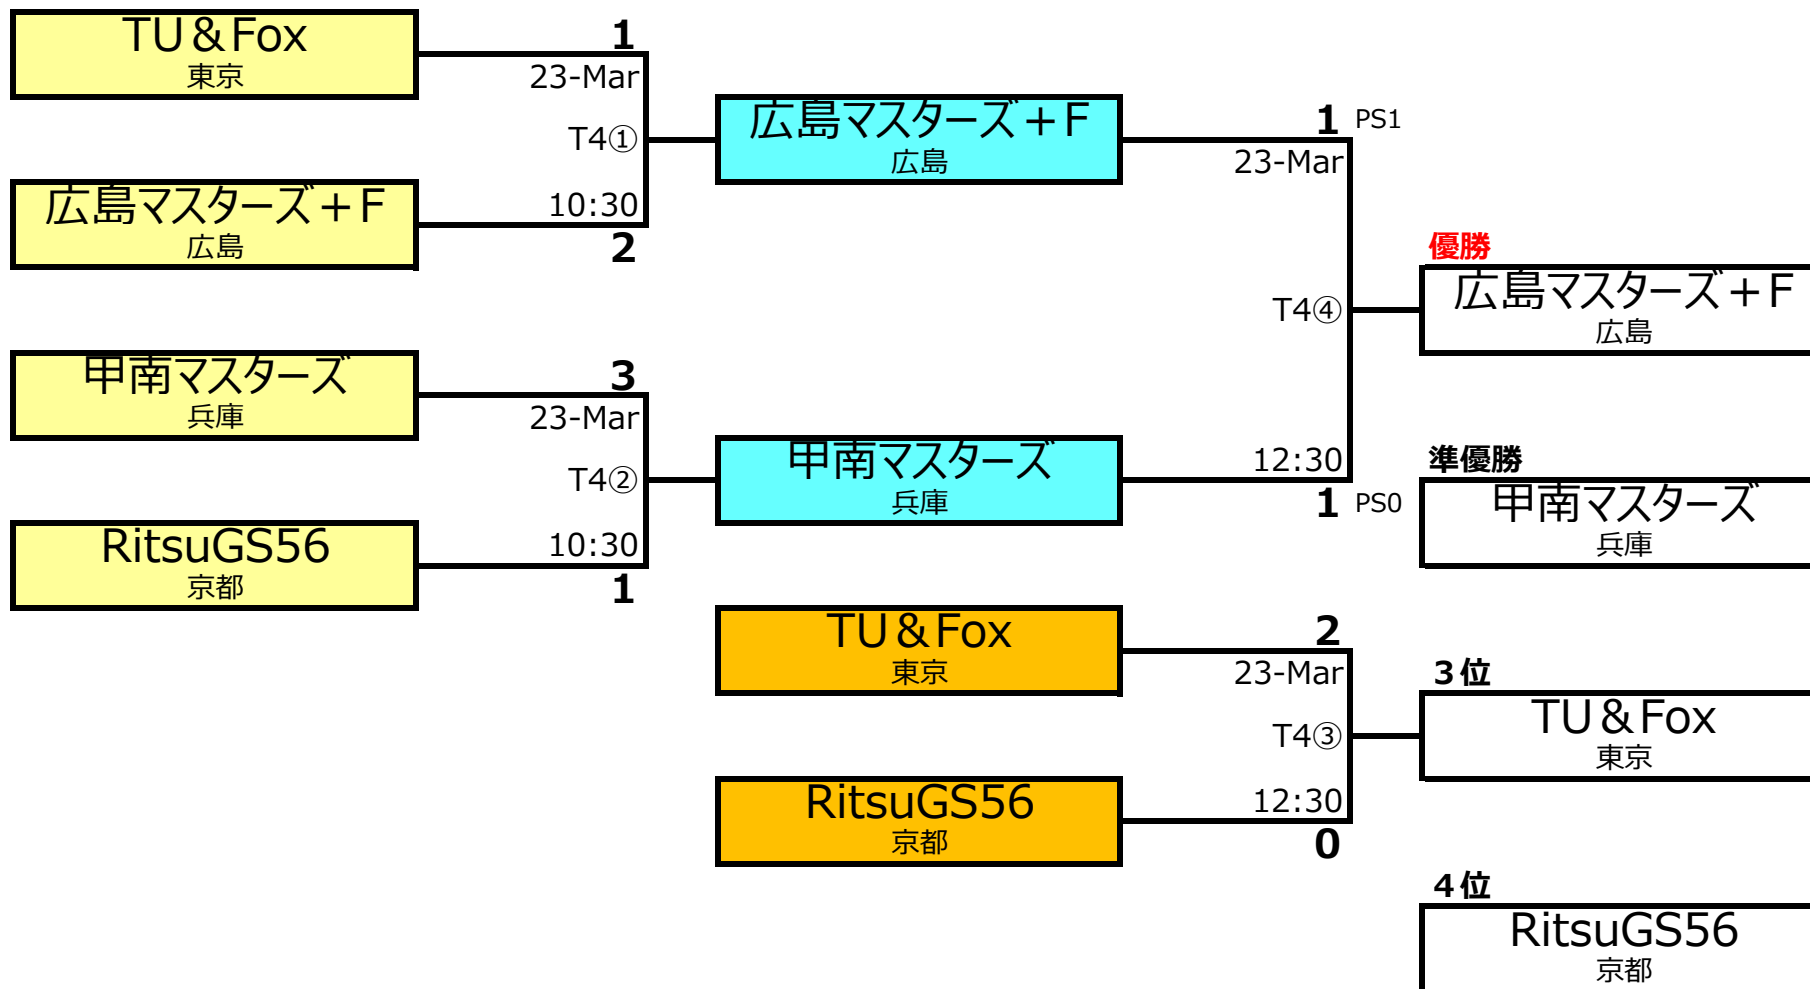 TU＆Fox
東京
1
23-Mar
T4①
10:30
広島マスターズ＋F
広島
2
甲南マスターズ
兵庫
3
23-Mar
T4②
10:30
RitsuGS56
京都
1
広島マスターズ＋F
広島
1 PS1
23-Mar
T4④
12:30
甲南マスターズ
兵庫
1 PS0
優勝
広島マスターズ＋F
広島
準優勝
甲南マスターズ
兵庫
TU＆Fox
東京
2
23-Mar
T4③
12:30
RitsuGS56
京都
0
３位
TU＆Fox
東京
４位
RitsuGS56
京都